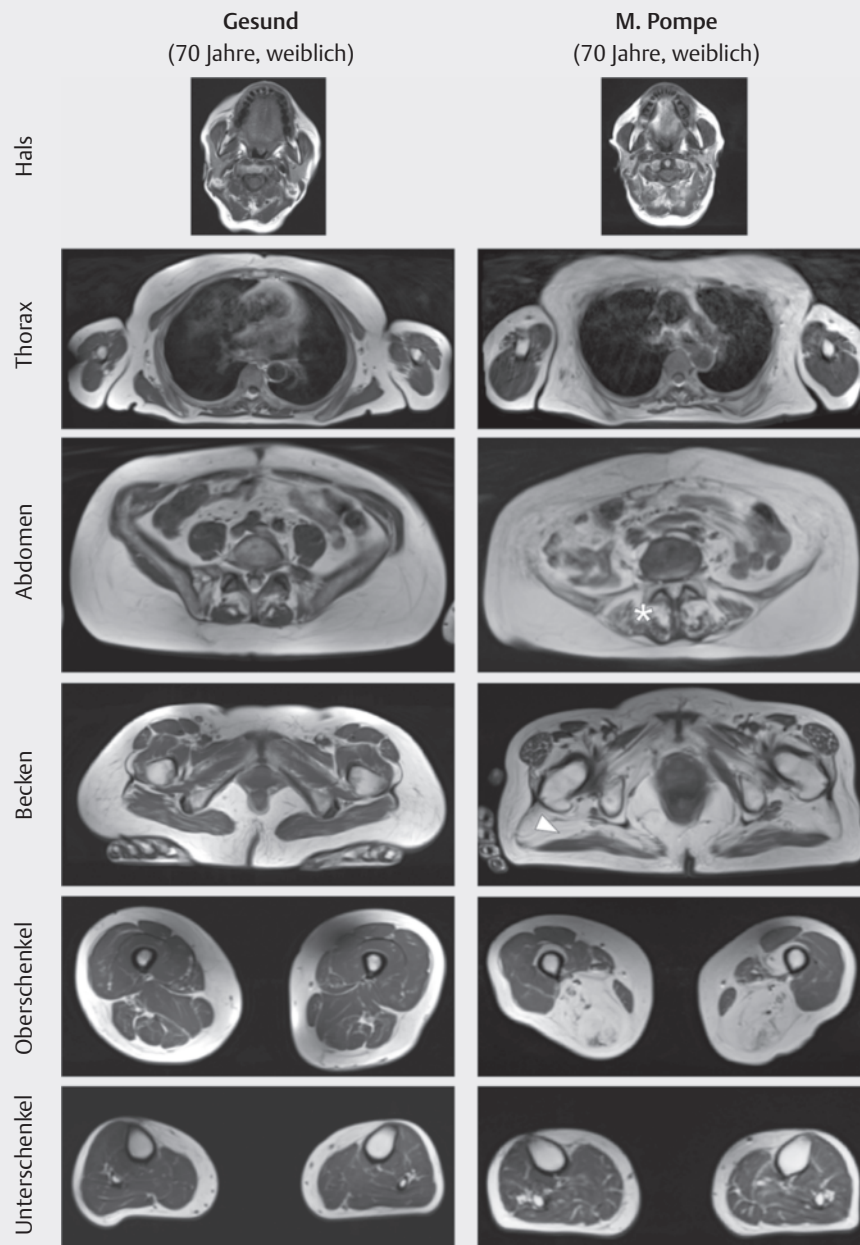 Gesund
(70 Jahre, weiblich)
M. Pompe
(70 Jahre, weiblich)
Hals
Thorax
Abdomen
*
Becken
Oberschenkel
Unterschenkel